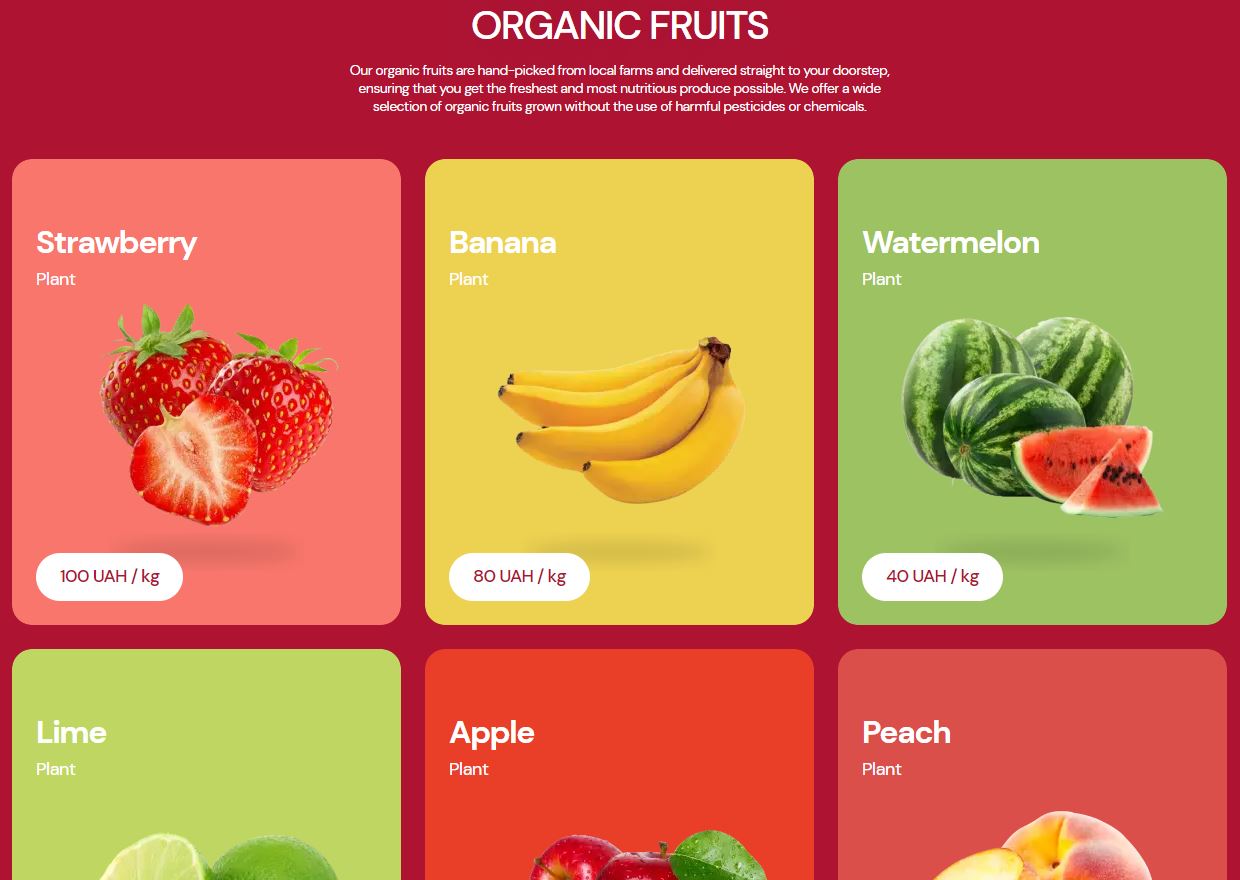 ORGANIC FRUITS
Our organic fruits are hand-picked from local farms and delivered straight to your doorstep,
ensuring that you get the freshest and most nutritious produce possible. We offer a wide
selection of organic fruits grown without the use of harmful pesticides or chemicals.
Strawberry
Plant
100 UAH / kg
Banana
Plant
80 UAH / kg
Watermelon
Plant
40 UAH / kg
Lime
Plant
Apple
Plant
Peach
Plant